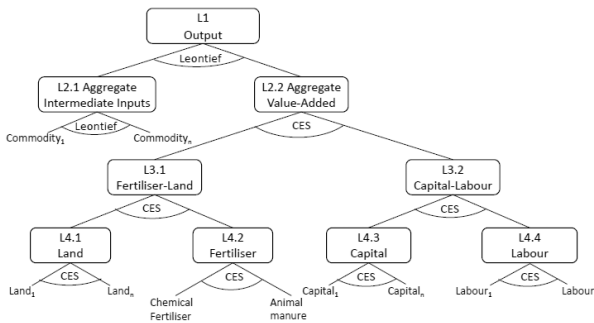 L1
Output
Leontief
L2.1 Aggregate
Intermediate Inputs
L2.2 Aggregate
Value-Added
Leontief
CES
Commodity₁
Commodityₙ
L3.1
Fertiliser-Land
L3.2
Capital-Labour
CES
CES
L4.1
Land
L4.2
Fertiliser
L4.3
Capital
L4.4
Labour
CES
CES
CES
CES
Land₁
Landₙ
Chemical
Fertiliser
Animal
manure
Capital₁
Capitalₙ
Labour₁
Labour